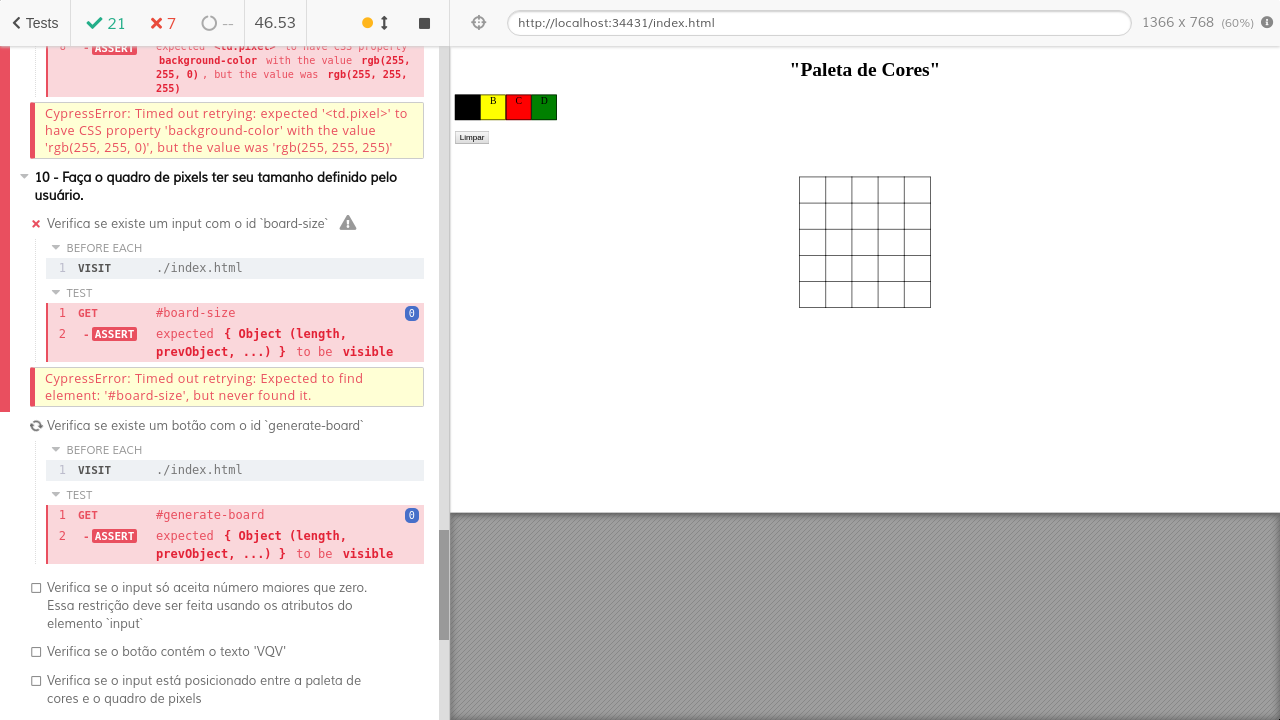 Tests
21
7
--
46.53
http://localhost:34431/index.html
1366 x 768 (60%)
6 - ASSERT expected <td.pixel> to have CSS property
background-color with the value rgb(255,
255, 0) , but the value was rgb(255, 255,
255)
CypressError: Timed out retrying: expected '<td.pixel>' to
have CSS property 'background-color' with the value
'rgb(255, 255, 0)', but the value was 'rgb(255, 255, 255)'
10 - Faça o quadro de pixels ter seu tamanho definido pelo
usuário.
Verifica se existe um input com o id `board-size`
BEFORE EACH
1 VISIT ./index.html
TEST
1 GET #board-size 0
2 - ASSERT expected { Object (length,
prevObject, ...) } to be visible
CypressError: Timed out retrying: Expected to find
element: '#board-size', but never found it.
Verifica se existe um botão com o id `generate-board`
BEFORE EACH
1 VISIT ./index.html
TEST
1 GET #generate-board 0
2 - ASSERT expected { Object (length,
prevObject, ...) } to be visible
Verifica se o input só aceita número maiores que zero.
Essa restrição deve ser feita usando os atributos do
elemento `input`
Verifica se o botão contém o texto 'VQV'
Verifica se o input está posicionado entre a paleta de
cores e o quadro de pixels
"Paleta de Cores"
B C D
Limpar